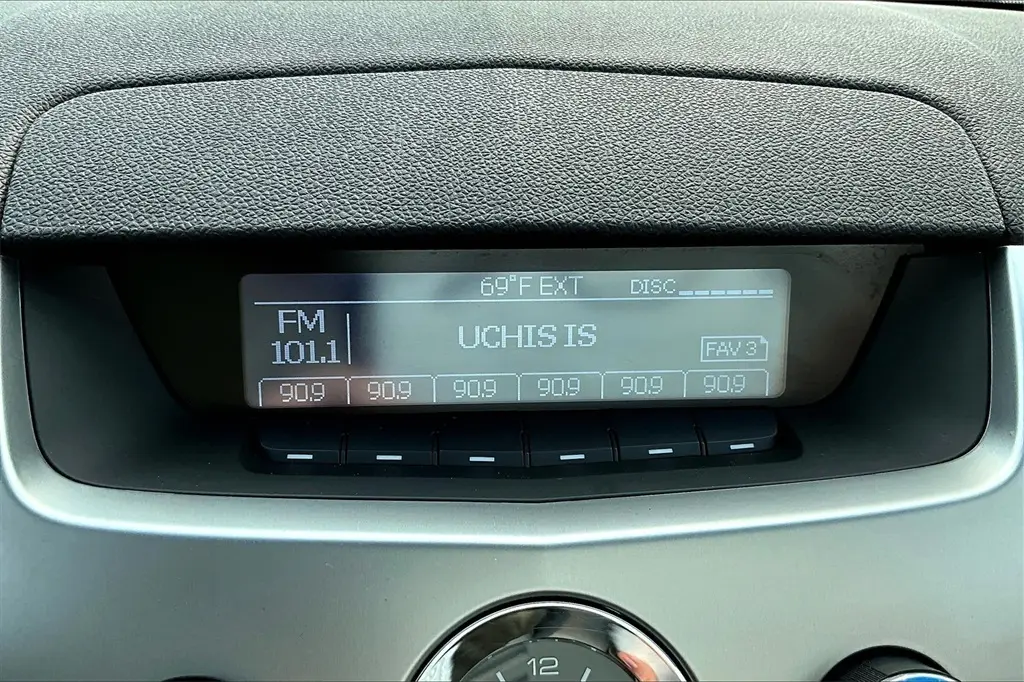 69°F EXT DISC
FM
101.1
UCHIS IS
FAV 3
90.9 90.9 90.9 90.9 90.9 90.9
12